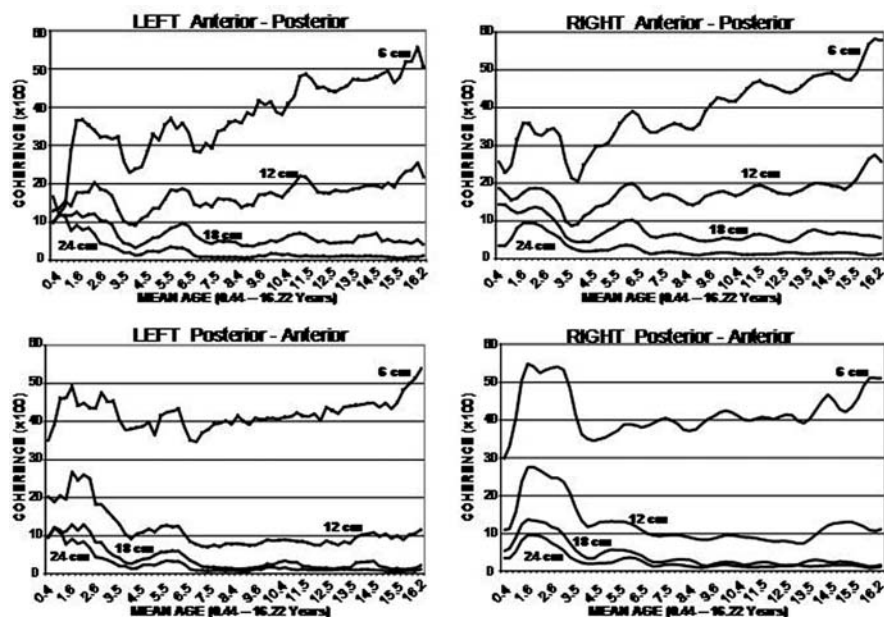 LEFT Anterior - Posterior
COHERENCE (x100)
60
50
40
30
20
10
0
6 cm
12 cm
18 cm
24 cm
0.4 1.6 2.6 3.5 4.5 5.5 6.5 7.5 8.4 9.6 10.4 11.5 12.5 13.5 14.5 15.5 16.2
MEAN AGE (0.44 – 16.22 Years)
RIGHT Anterior - Posterior
COHERENCE (x100)
60
50
40
30
20
10
0
6 cm
12 cm
18 cm
24 cm
0.4 1.6 2.6 3.5 4.5 5.5 6.5 7.5 8.4 9.6 10.4 11.5 12.5 13.5 14.5 15.5 16.2
MEAN AGE (0.44 – 16.22 Years)
LEFT Posterior - Anterior
COHERENCE (x100)
60
50
40
30
20
10
0
6 cm
12 cm
18 cm
24 cm
0.4 1.6 2.6 3.5 4.5 5.5 6.5 7.5 8.4 9.6 10.4 11.5 12.5 13.5 14.5 15.5 16.2
MEAN AGE (0.44 – 16.22 Years)
RIGHT Posterior - Anterior
COHERENCE (x100)
60
50
40
30
20
10
0
6 cm
12 cm
18 cm
24 cm
0.4 1.6 2.6 3.5 4.5 5.5 6.5 7.5 8.4 9.6 10.4 11.5 12.5 13.5 14.5 15.5 16.2
MEAN AGE (0.44 – 16.22 Years)